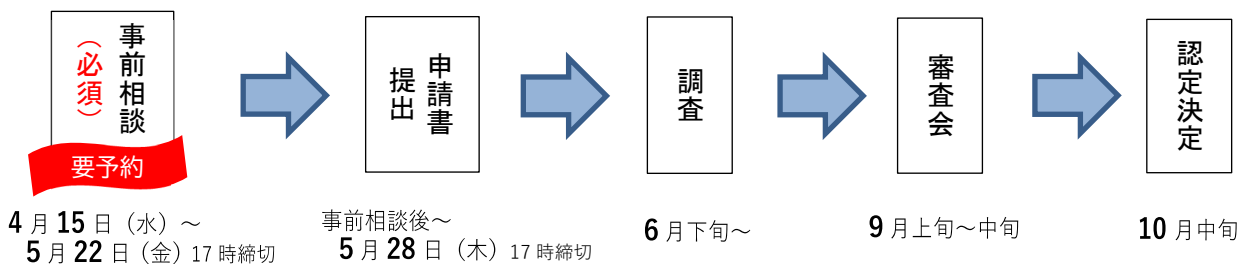 事前相談
（必須）
要予約
4月15日（水）～
5月22日（金）17時締切
申請書
提出
事前相談後～
5月28日（木）17時締切
調査
6月下旬～
審査会
9月上旬～中旬
認定決定
10月中旬